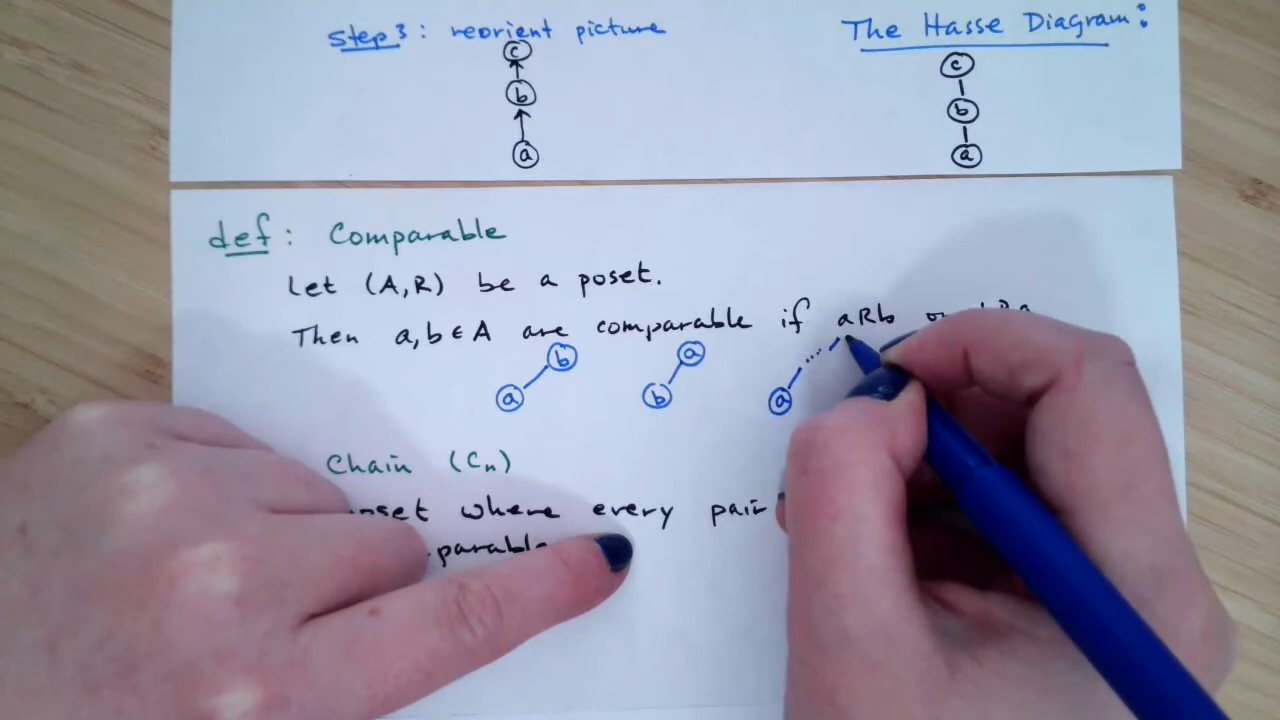 Step 3: reorient picture
c
b
a
The Hasse Diagram:
c
b
a
def: Comparable
Let (A,R) be a poset.
Then a,b ∈ A are comparable if aRb
b
a
a
b
a
Chain (Cn)
where every pair